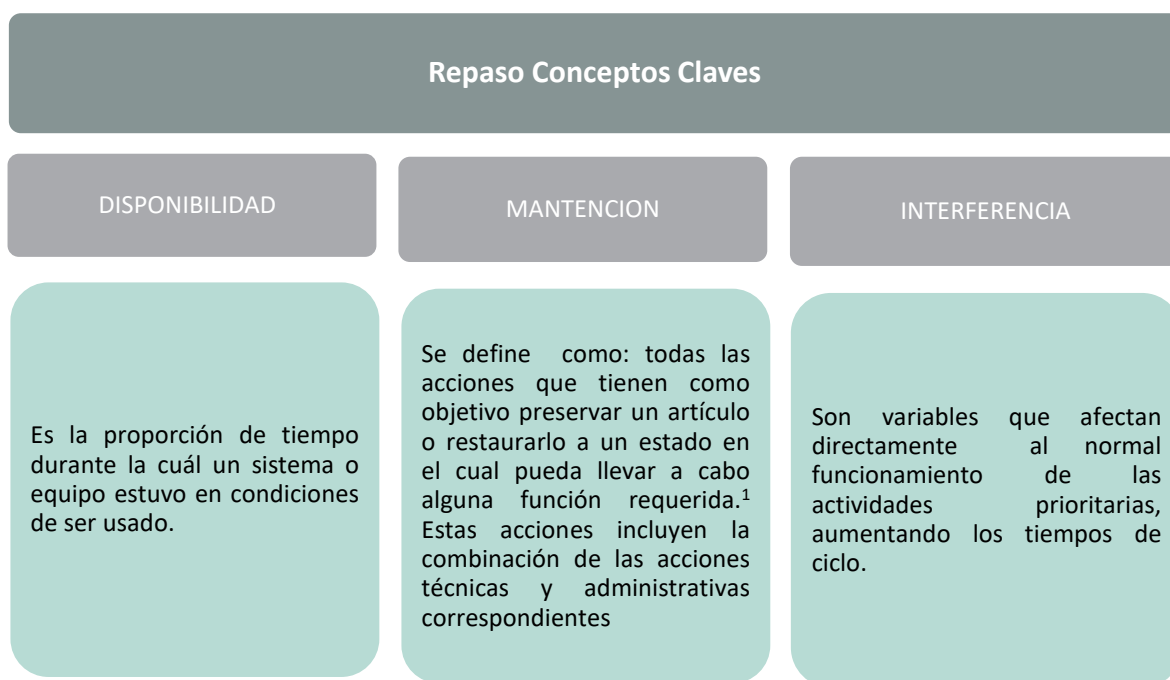 Repaso Conceptos Claves
DISPONIBILIDAD
MANTENCION
INTERFERENCIA
Es la proporción de tiempo
durante la cuál un sistema o
equipo estuvo en condiciones
de ser usado.
Se define como: todas las
acciones que tienen como
objetivo preservar un artículo
o restaurarlo a un estado en
el cual pueda llevar a cabo
alguna función requerida.¹
Estas acciones incluyen la
combinación de las acciones
técnicas y administrativas
correspondientes
Son variables que afectan
directamente al normal
funcionamiento de las
actividades prioritarias,
aumentando los tiempos de
ciclo.